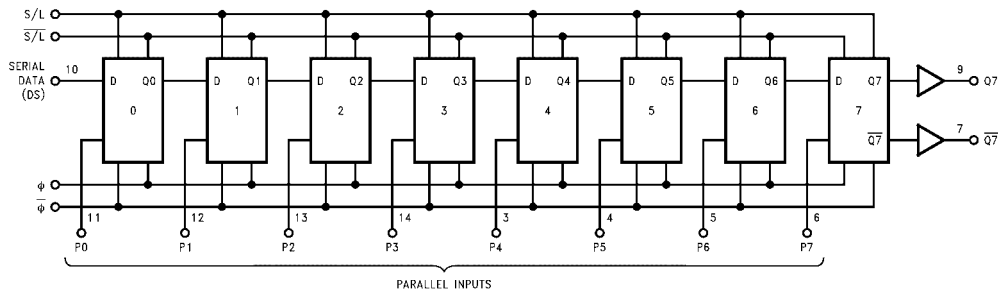 S/L
S̅/̅L̅
SERIAL DATA (DS)
10
D Q0 D Q1 D Q2 D Q3 D Q4 D Q5 D Q6 D Q7
0 1 2 3 4 5 6 7
Q̅7̅
9 Q7
7 Q̅7̅
ϕ
ϕ̅
11 12 13 14 3 4 5 6
P0 P1 P2 P3 P4 P5 P6 P7
PARALLEL INPUTS